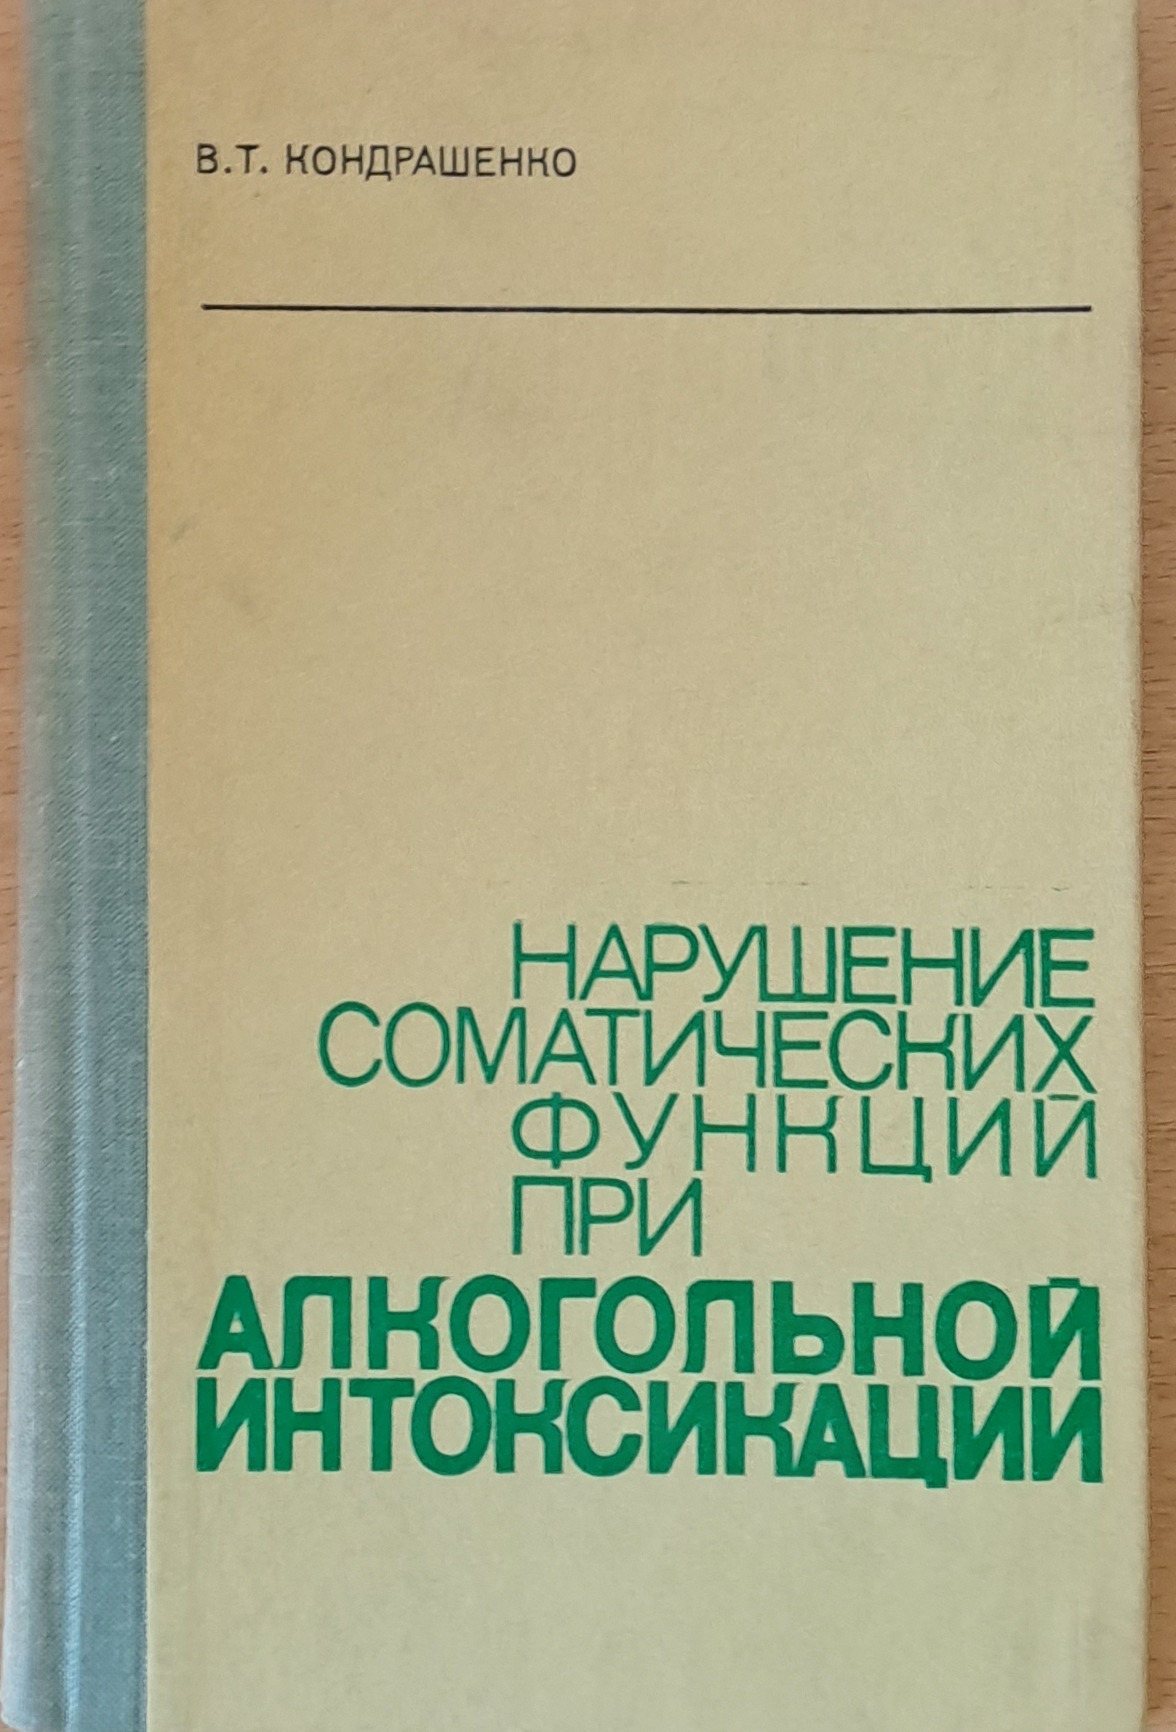 В.Т. КОНДРАШЕНКО
НАРУШЕНИЕ
СОМАТИЧЕСКИХ
ФУНКЦИЙ
ПРИ
АЛКОГОЛЬНОЙ
ИНТОКСИКАЦИИ